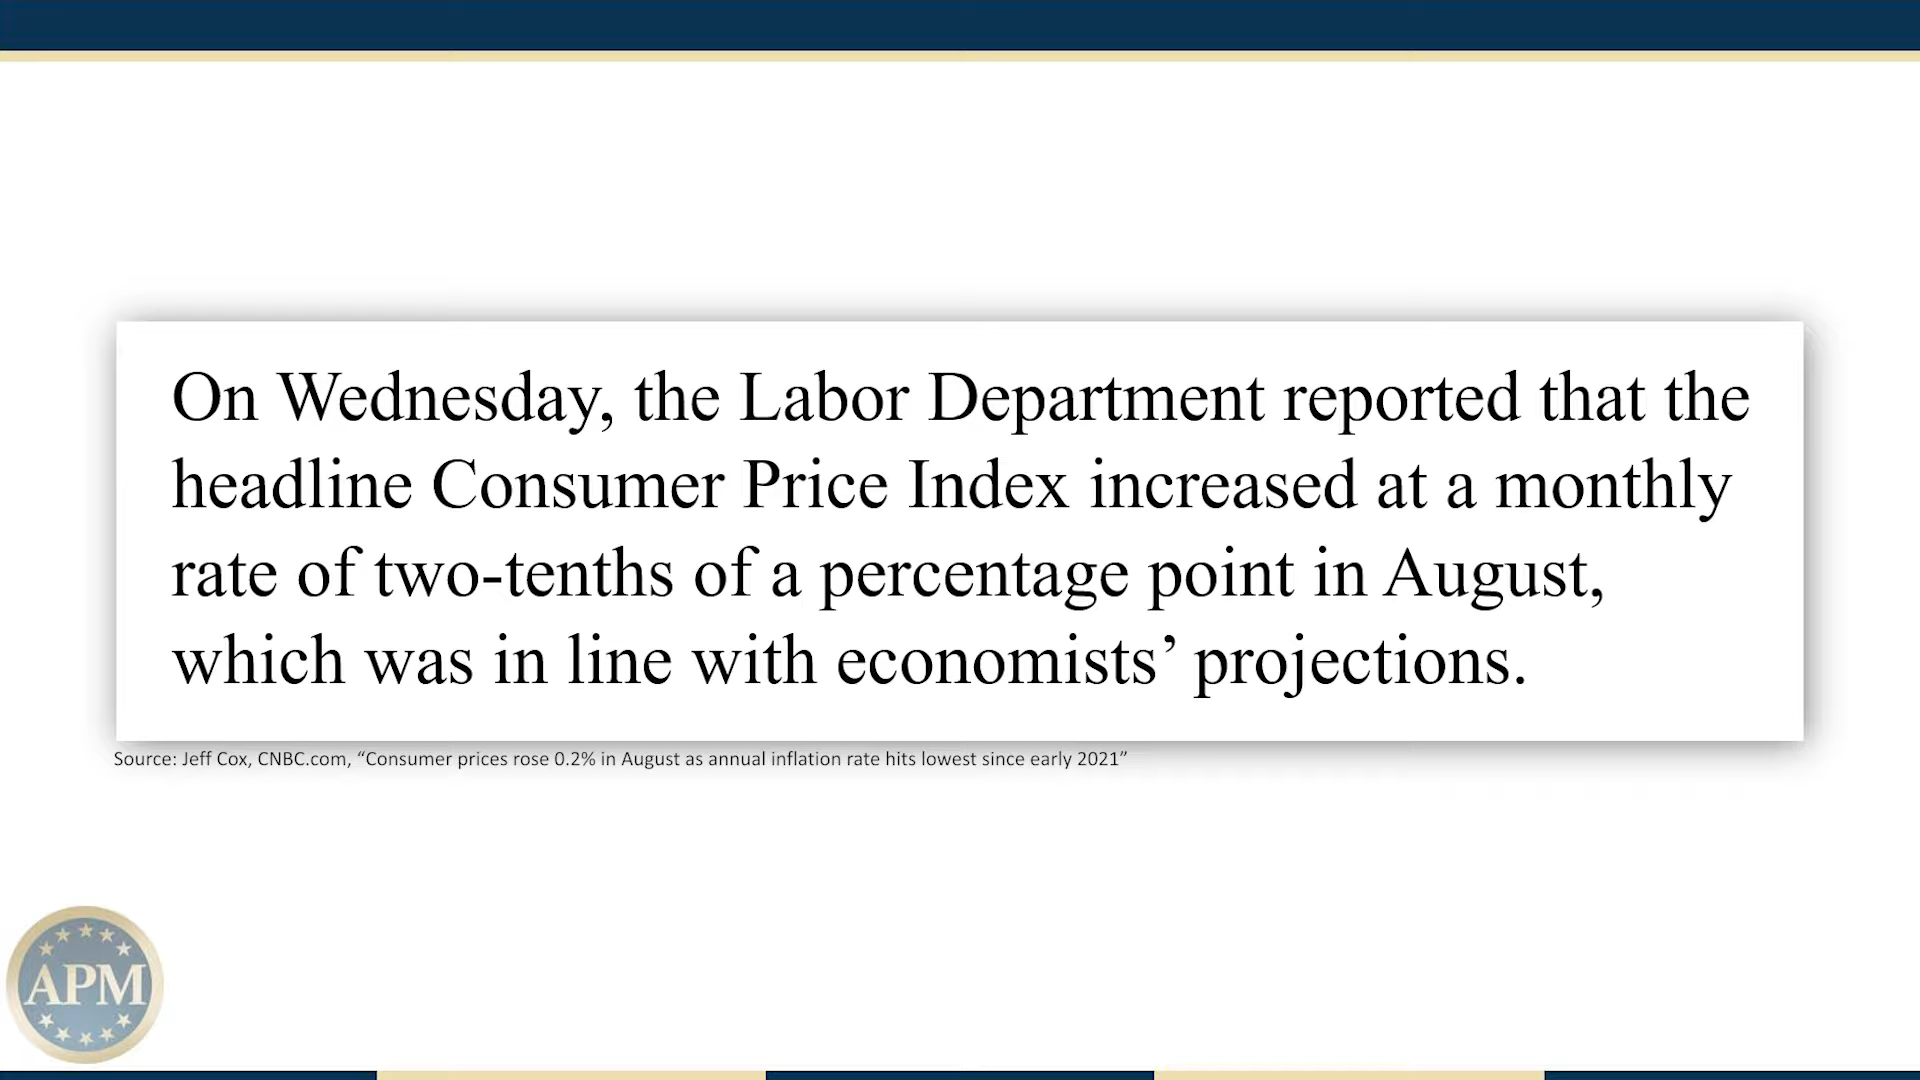 On Wednesday, the Labor Department reported that the
headline Consumer Price Index increased at a monthly
rate of two-tenths of a percentage point in August,
which was in line with economists’ projections.
Source: Jeff Cox, CNBC.com, “Consumer prices rose 0.2% in August as annual inflation rate hits lowest since early 2021”
APM